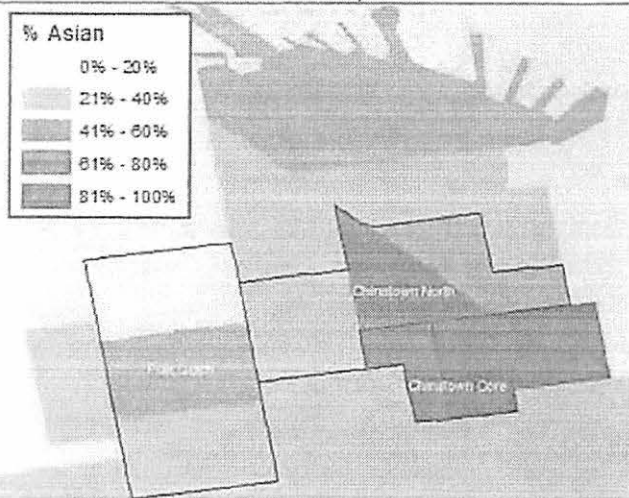 % Asian
0% - 20%
21% - 40%
41% - 60%
61% - 80%
81% - 100%
Chinatown North
Chinatown Core